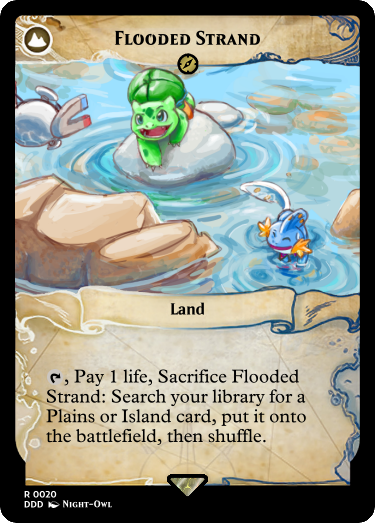 Flooded Strand
Land
, Pay 1 life, Sacrifice Flooded
Strand: Search your library for a
Plains or Island card, put it onto
the battlefield, then shuffle.
R 0020
DDD Night-Owl